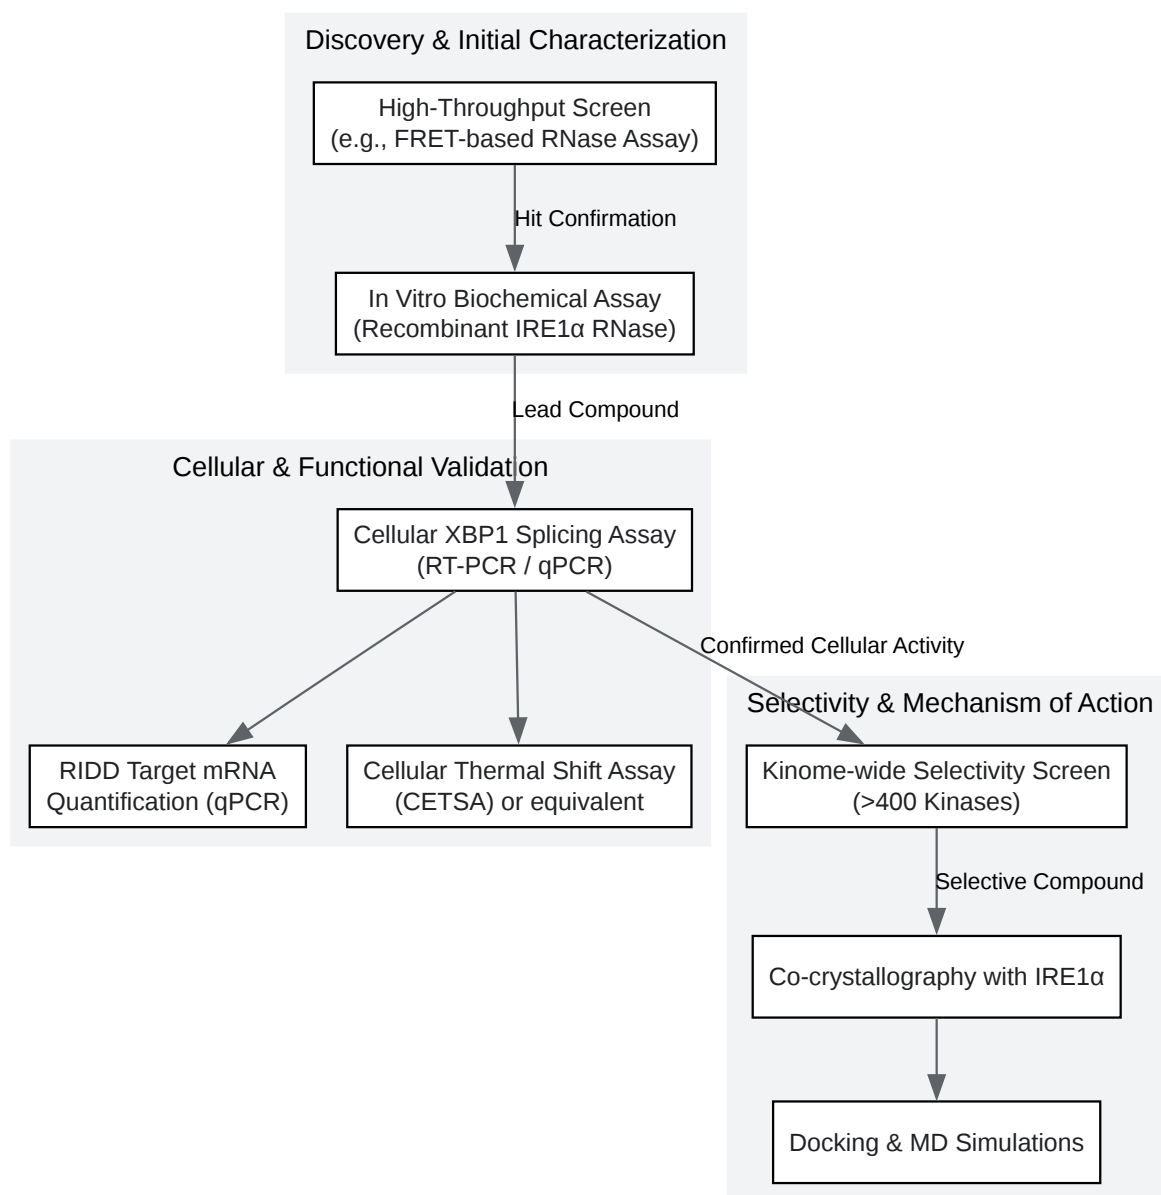 Discovery & Initial Characterization
High-Throughput Screen
(e.g., FRET-based RNase Assay)
Hit Confirmation
In Vitro Biochemical Assay
(Recombinant IRE1α RNase)
Lead Compound
Cellular & Functional Validation
Cellular XBP1 Splicing Assay
(RT-PCR / qPCR)
Confirmed Cellular Activity
Selectivity & Mechanism of Action
RIDD Target mRNA
Quantification (qPCR)
Cellular Thermal Shift Assay
(CETSA) or equivalent
Kinome-wide Selectivity Screen
(>400 Kinases)
Selective Compound
Co-crystallography with IRE1α
Docking & MD Simulations